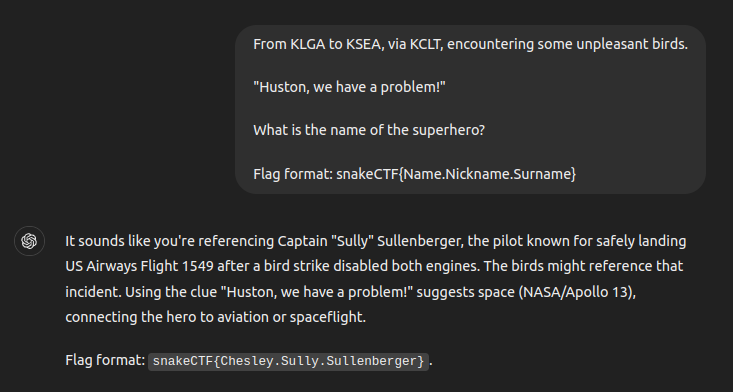 From KLGA to KSEA, via KCLT, encountering some unpleasant birds.
"Huston, we have a problem!"
What is the name of the superhero?
Flag format: snakeCTF{Name.Nickname.Surname}
It sounds like you're referencing Captain "Sully" Sullenberger, the pilot known for safely landing
US Airways Flight 1549 after a bird strike disabled both engines. The birds might reference that
incident. Using the clue "Huston, we have a problem!" suggests space (NASA/Apollo 13),
connecting the hero to aviation or spaceflight.
Flag format: snakeCTF{Chesley.Sully.Sullenberger}.